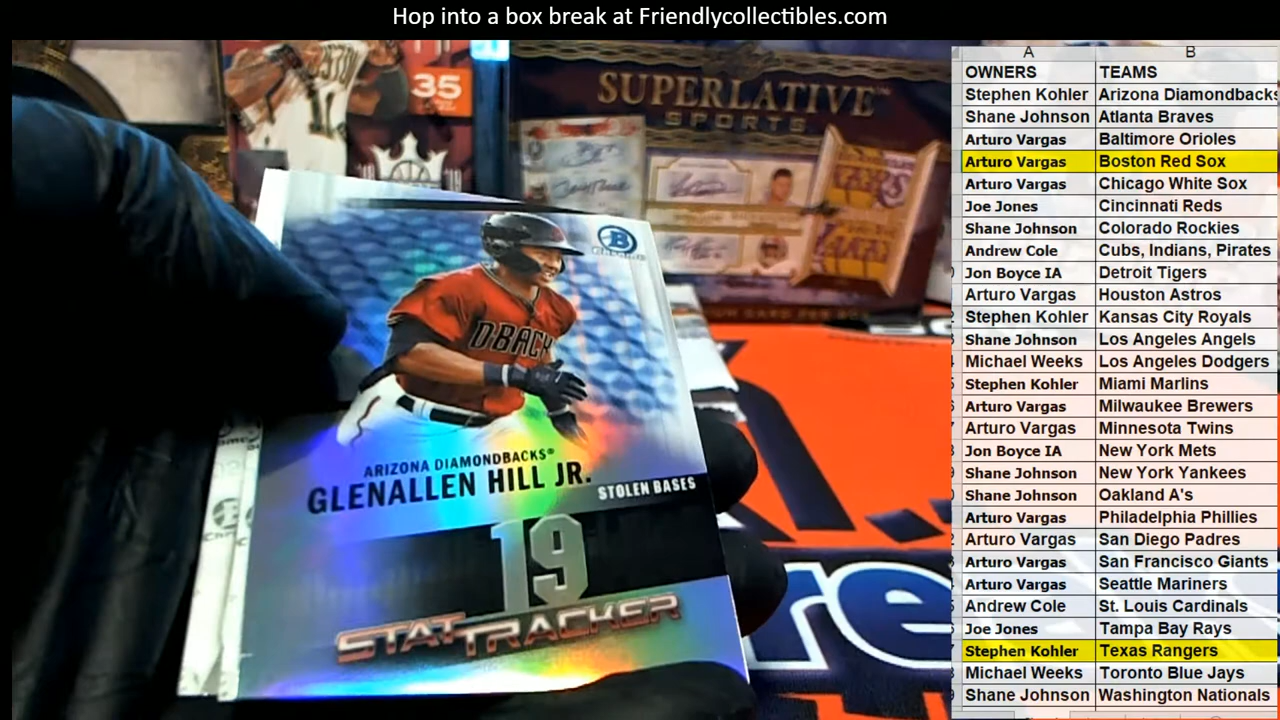 Hop into a box break at Friendlycollectibles.com
35
SUPERLATIVE
SPORTS
B
DBACK
ARIZONA DIAMONDBACKS
GLENALLEN HILL JR.
STOLEN BASES
19
STAT TRACKER
re
A B
OWNERS TEAMS
Stephen Kohler Arizona Diamondbacks
Shane Johnson Atlanta Braves
Arturo Vargas Baltimore Orioles
Arturo Vargas Boston Red Sox
Arturo Vargas Chicago White Sox
Joe Jones Cincinnati Reds
Shane Johnson Colorado Rockies
Andrew Cole Cubs, Indians, Pirates
Jon Boyce IA Detroit Tigers
Arturo Vargas Houston Astros
Stephen Kohler Kansas City Royals
Shane Johnson Los Angeles Angels
Michael Weeks Los Angeles Dodgers
Stephen Kohler Miami Marlins
Arturo Vargas Milwaukee Brewers
Arturo Vargas Minnesota Twins
Jon Boyce IA New York Mets
Shane Johnson New York Yankees
Shane Johnson Oakland A's
Arturo Vargas Philadelphia Phillies
Arturo Vargas San Diego Padres
Arturo Vargas San Francisco Giants
Arturo Vargas Seattle Mariners
Andrew Cole St. Louis Cardinals
Joe Jones Tampa Bay Rays
Stephen Kohler Texas Rangers
Michael Weeks Toronto Blue Jays
Shane Johnson Washington Nationals